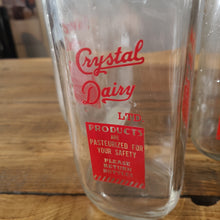 Crystal
Dairy
LTD
PRODUCTS
ARE
PASTEURIZED FOR
YOUR SAFETY
PLEASE
RETURN
BOTTLES